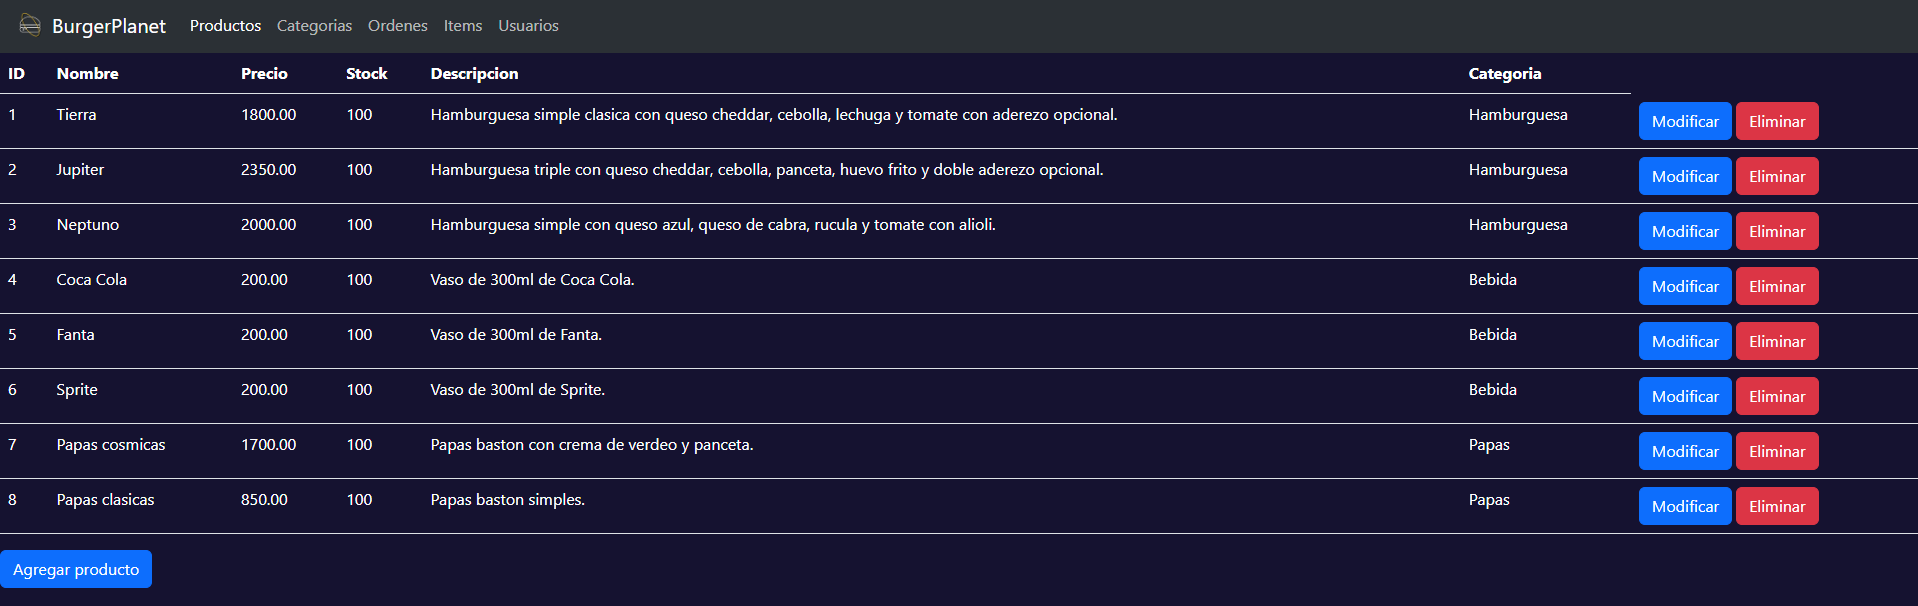 BurgerPlanet Productos Categorias Ordenes Items Usuarios
ID Nombre Precio Stock Descripcion Categoria
1 Tierra 1800.00 100 Hamburguesa simple clasica con queso cheddar, cebolla, lechuga y tomate con aderezo opcional. Hamburguesa Modificar Eliminar
2 Jupiter 2350.00 100 Hamburguesa triple con queso cheddar, cebolla, panceta, huevo frito y doble aderezo opcional. Hamburguesa Modificar Eliminar
3 Neptuno 2000.00 100 Hamburguesa simple con queso azul, queso de cabra, rucula y tomate con alioli. Hamburguesa Modificar Eliminar
4 Coca Cola 200.00 100 Vaso de 300ml de Coca Cola. Bebida Modificar Eliminar
5 Fanta 200.00 100 Vaso de 300ml de Fanta. Bebida Modificar Eliminar
6 Sprite 200.00 100 Vaso de 300ml de Sprite. Bebida Modificar Eliminar
7 Papas cosmicas 1700.00 100 Papas baston con crema de verdeo y panceta. Papas Modificar Eliminar
8 Papas clasicas 850.00 100 Papas baston simples. Papas Modificar Eliminar
Agregar producto